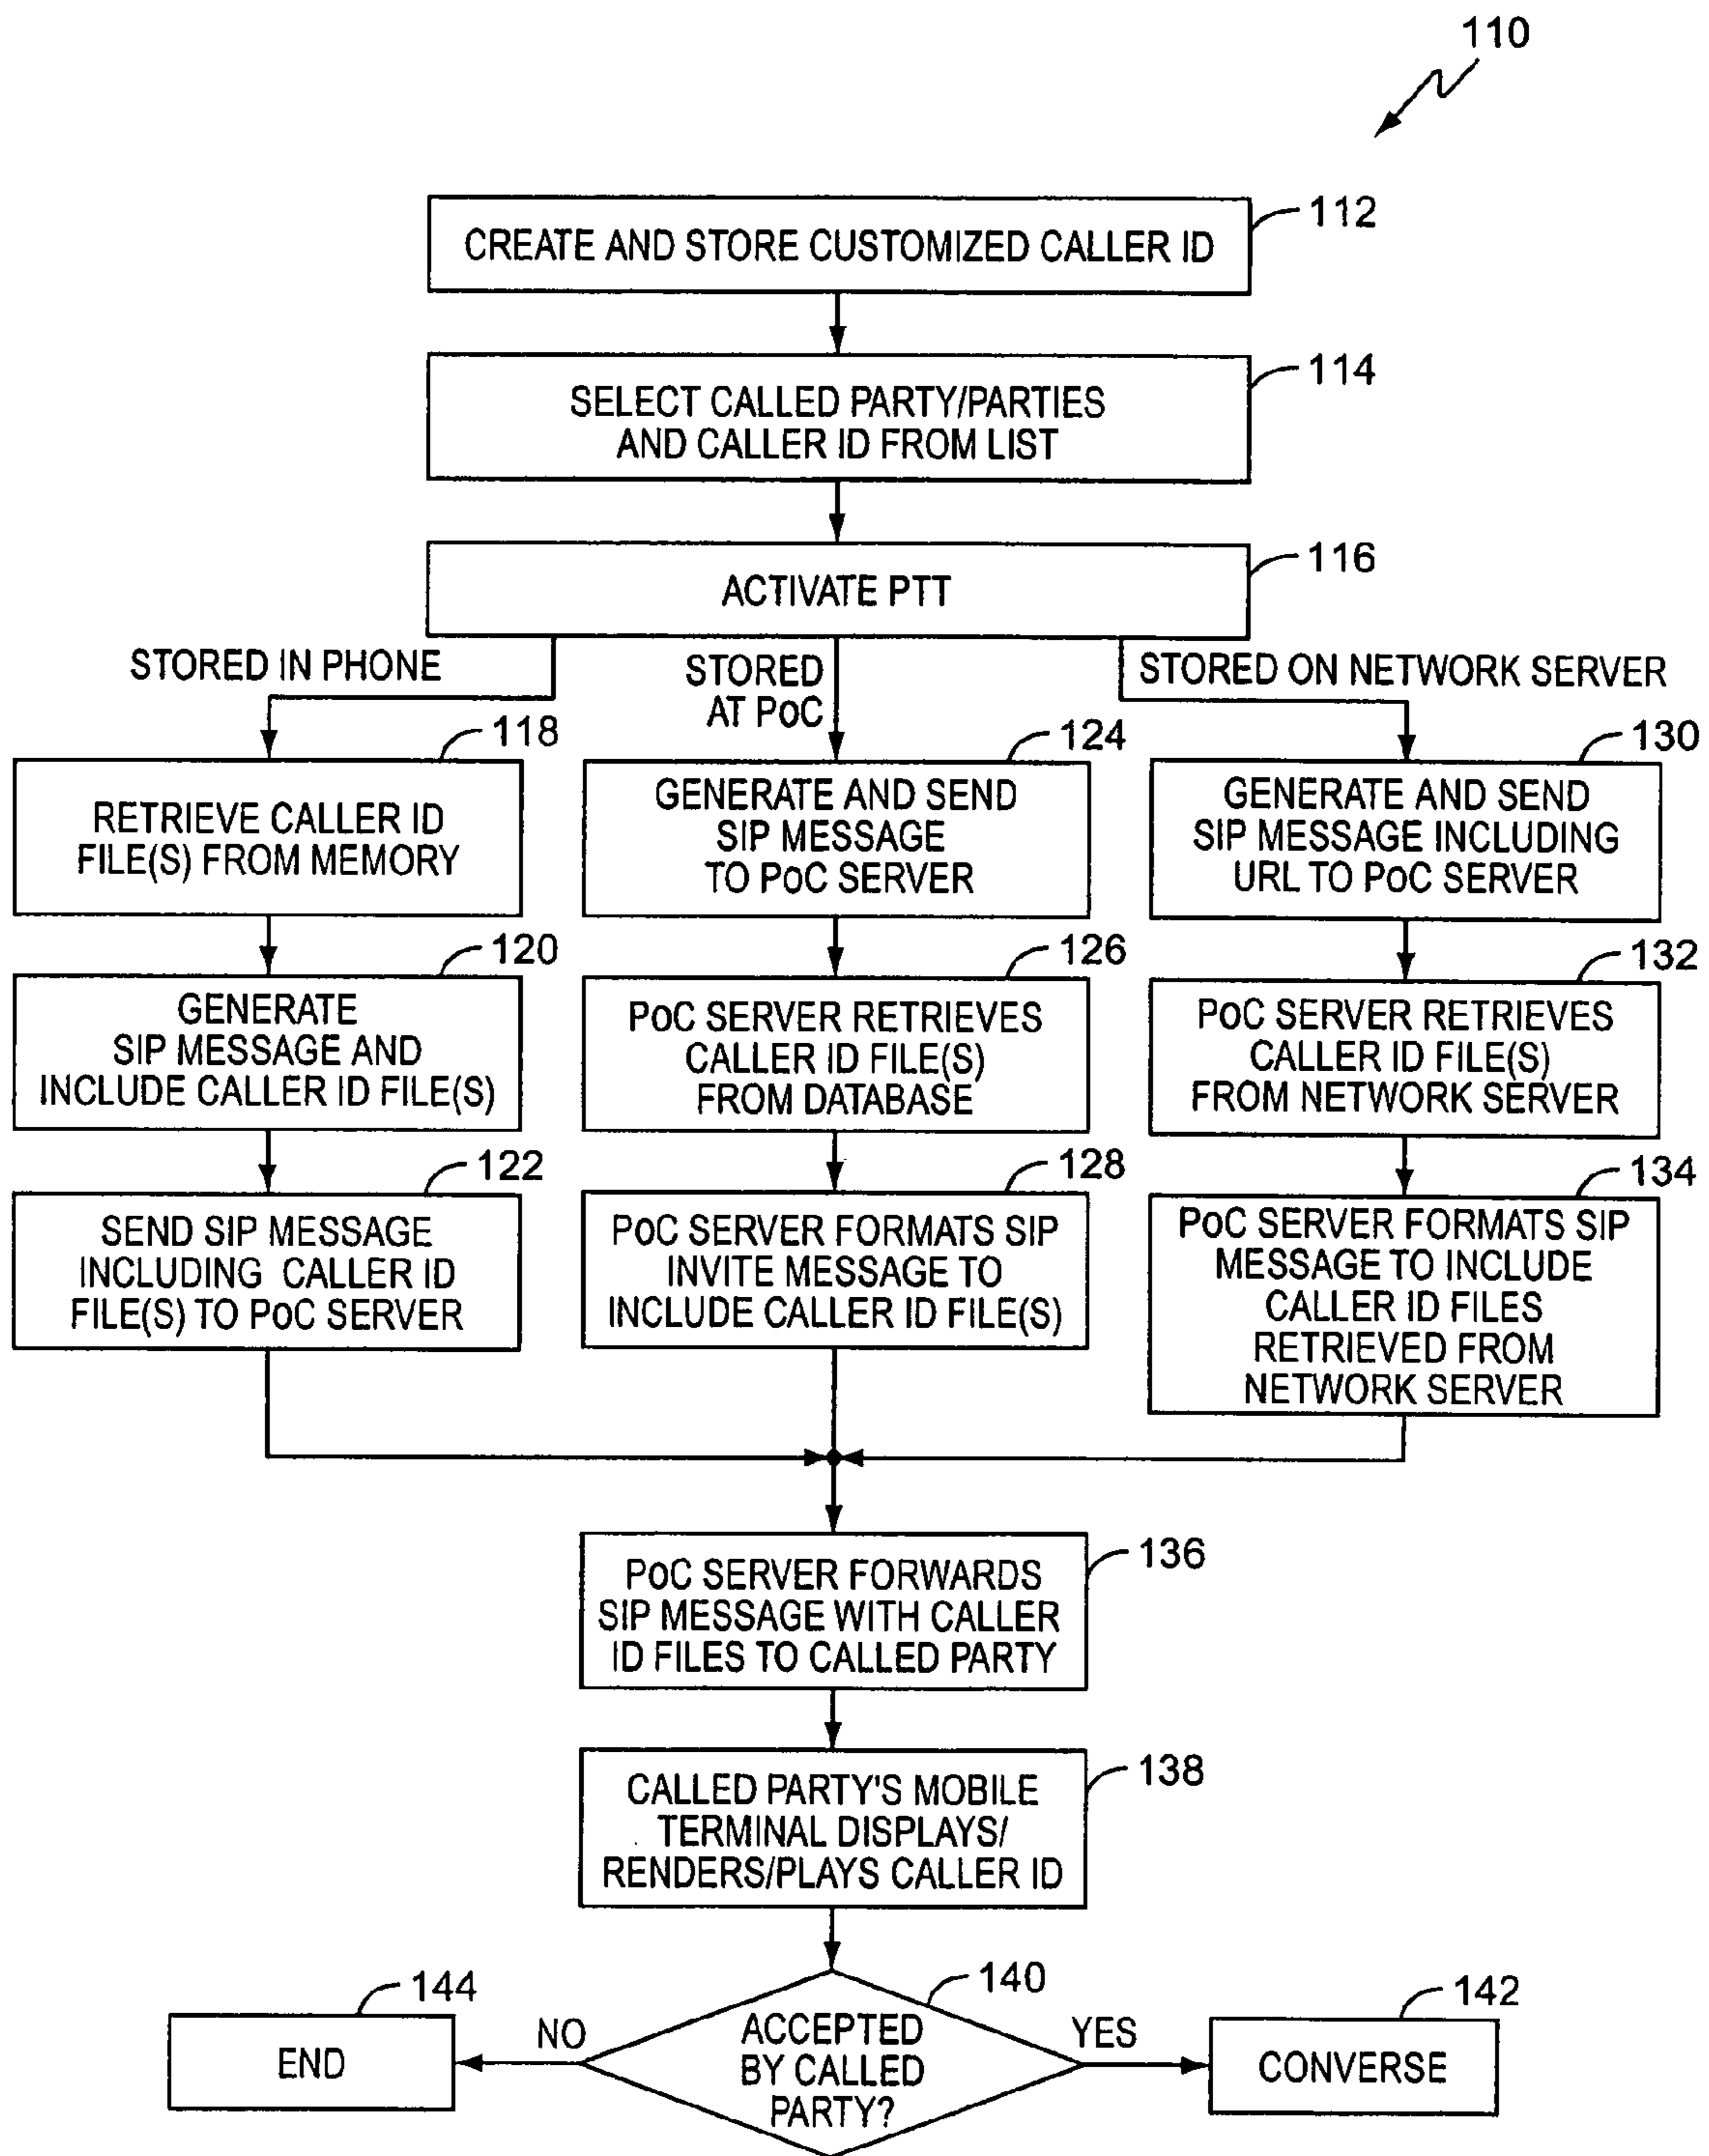 110
112
CREATE AND STORE CUSTOMIZED CALLER ID
114
SELECT CALLED PARTY/PARTIES
AND CALLER ID FROM LIST
116
ACTIVATE PTT
STORED IN PHONE
STORED
AT PoC
STORED ON NETWORK SERVER
118
RETRIEVE CALLER ID
FILE(S) FROM MEMORY
124
GENERATE AND SEND
SIP MESSAGE
TO PoC SERVER
130
GENERATE AND SEND
SIP MESSAGE INCLUDING
URL TO PoC SERVER
120
GENERATE
SIP MESSAGE AND
INCLUDE CALLER ID FILE(S)
126
PoC SERVER RETRIEVES
CALLER ID FILE(S)
FROM DATABASE
132
PoC SERVER RETRIEVES
CALLER ID FILE(S)
FROM NETWORK SERVER
122
SEND SIP MESSAGE
INCLUDING CALLER ID
FILE(S) TO PoC SERVER
128
PoC SERVER FORMATS SIP
INVITE MESSAGE TO
INCLUDE CALLER ID FILE(S)
134
PoC SERVER FORMATS SIP
MESSAGE TO INCLUDE
CALLER ID FILES
RETRIEVED FROM
NETWORK SERVER
136
PoC SERVER FORWARDS
SIP MESSAGE WITH CALLER
ID FILES TO CALLED PARTY
138
CALLED PARTY'S MOBILE
TERMINAL DISPLAYS/
RENDERS/PLAYS CALLER ID
140
ACCEPTED
BY CALLED
PARTY?
NO
144
END
YES
142
CONVERSE